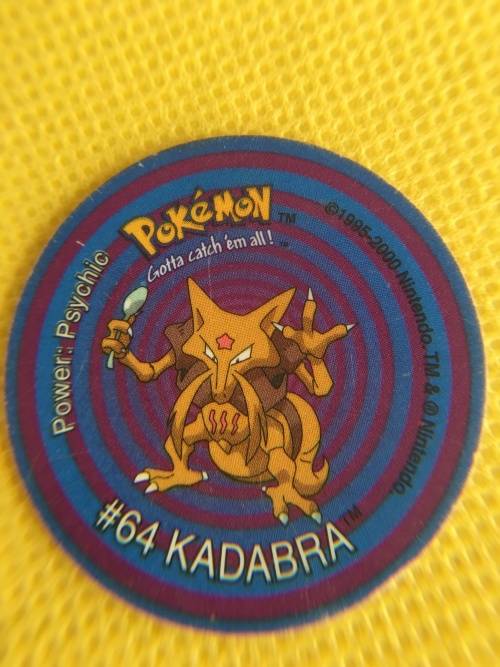 POKéMON TM
Gotta catch 'em all! TM
©1995-2000 Nintendo. TM & ® Nintendo.
Power: Psychic
#64 KADABRA TM